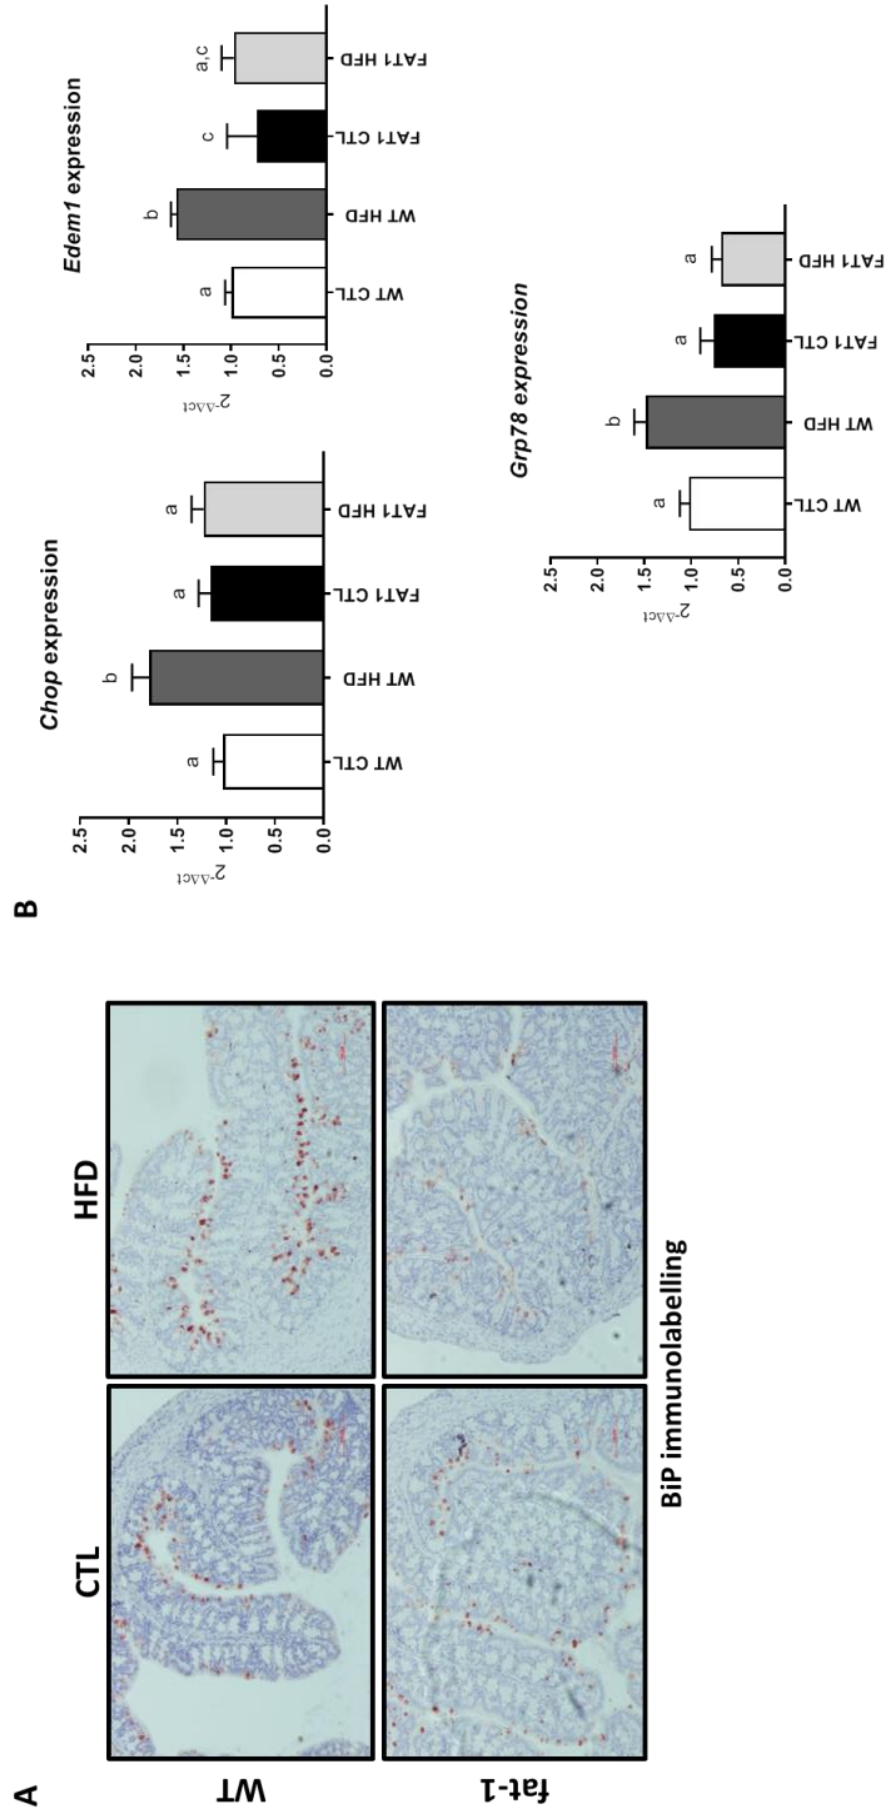 A
CTL
HFD
WT
fat-1
BiP immunolabelling
B
Chop expression
2-ΔΔct
2.5
2.0
1.5
1.0
0.5
0.0
a
b
a
a
WT CTL
WT HFD
FAT1 CTL
FAT1 HFD
Edem1 expression
2-ΔΔct
2.5
2.0
1.5
1.0
0.5
0.0
a
b
c
a,c
WT CTL
WT HFD
FAT1 CTL
FAT1 HFD
Grp78 expression
2-ΔΔct
2.5
2.0
1.5
1.0
0.5
0.0
a
b
a
a
WT CTL
WT HFD
FAT1 CTL
FAT1 HFD